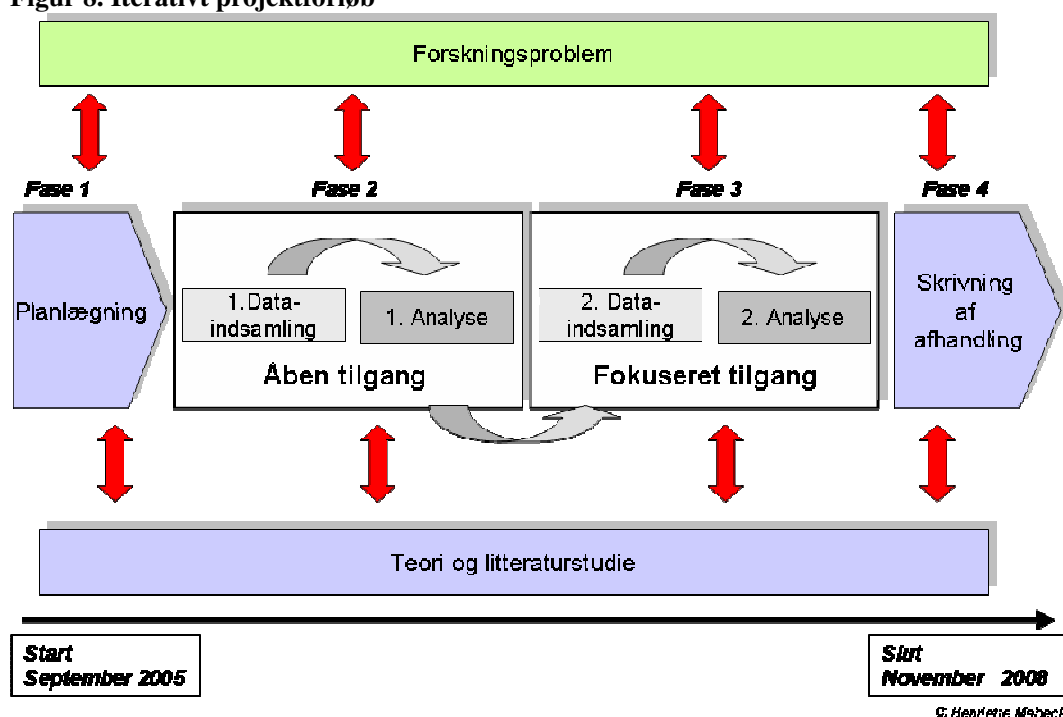 Figur 8. Iterativt projektforløb
Forskningsproblem
Fase 1
Fase 2
Fase 3
Fase 4
Planlægning
1.Data-
indsamling
1. Analyse
Åben tilgang
2. Data-
indsamling
2. Analyse
Fokuseret tilgang
Skrivning
af
afhandling
Teori og litteraturstudie
Start
September 2005
Slut
November 2008
© Henriette